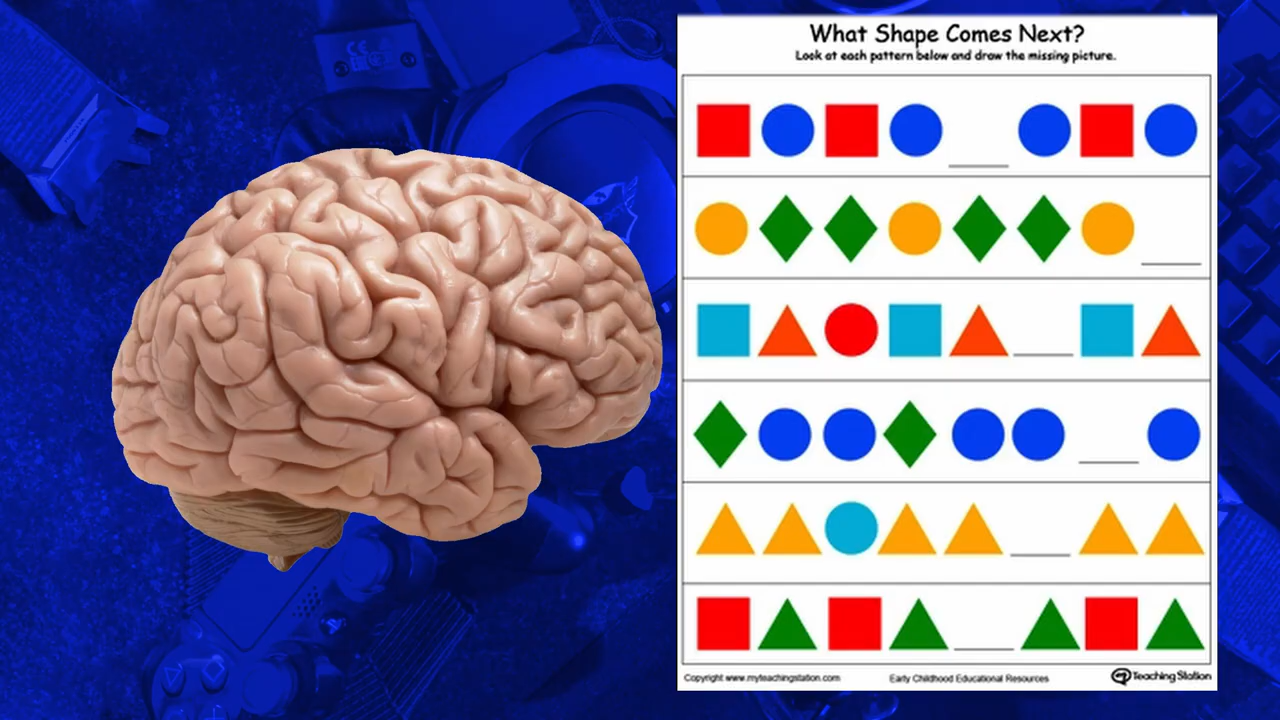 What Shape Comes Next?
Look at each pattern below and draw the missing picture.
Copyright www.myteachingstation.com
Early Childhood Educational Resources
Teaching Station